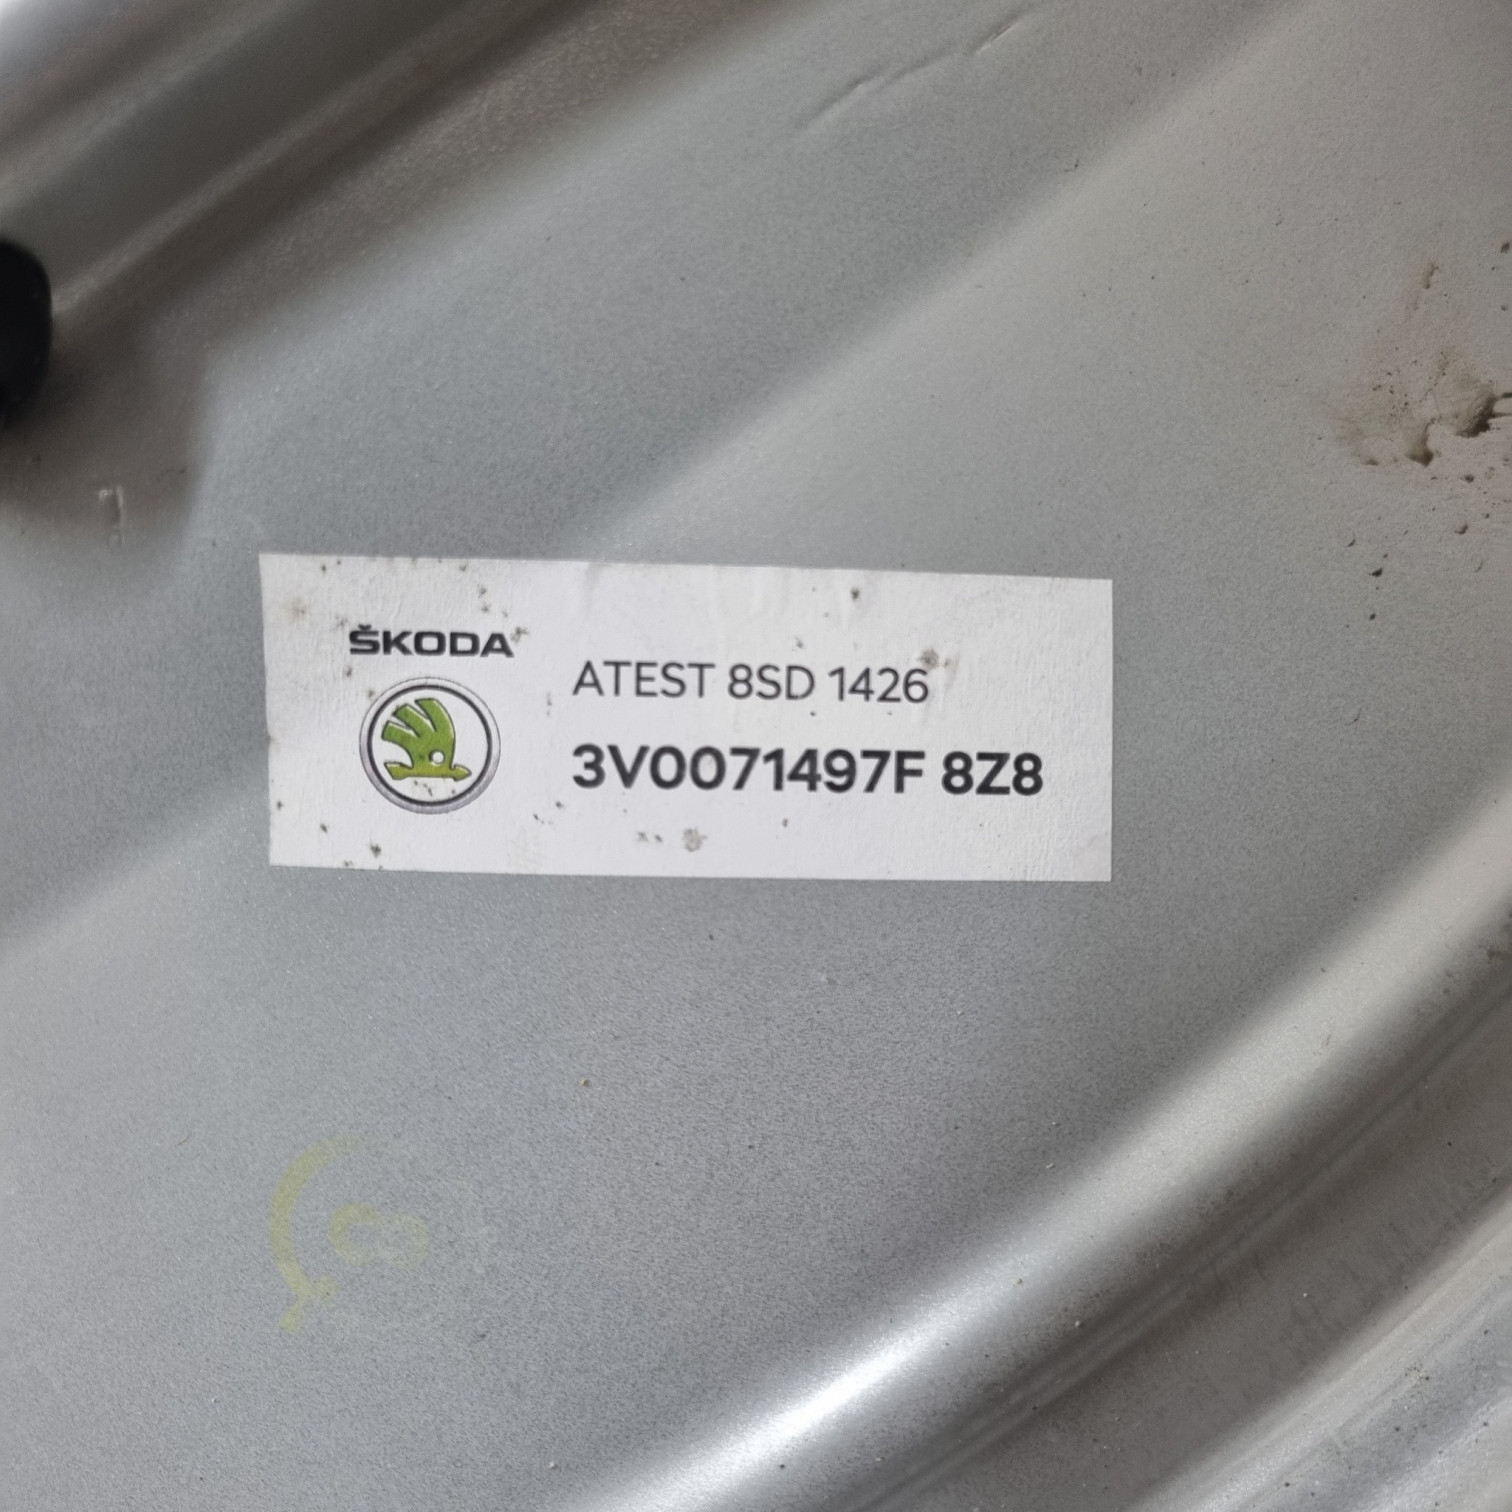 ŠKODA
ATEST 8SD 1426
3V0071497F 8Z8